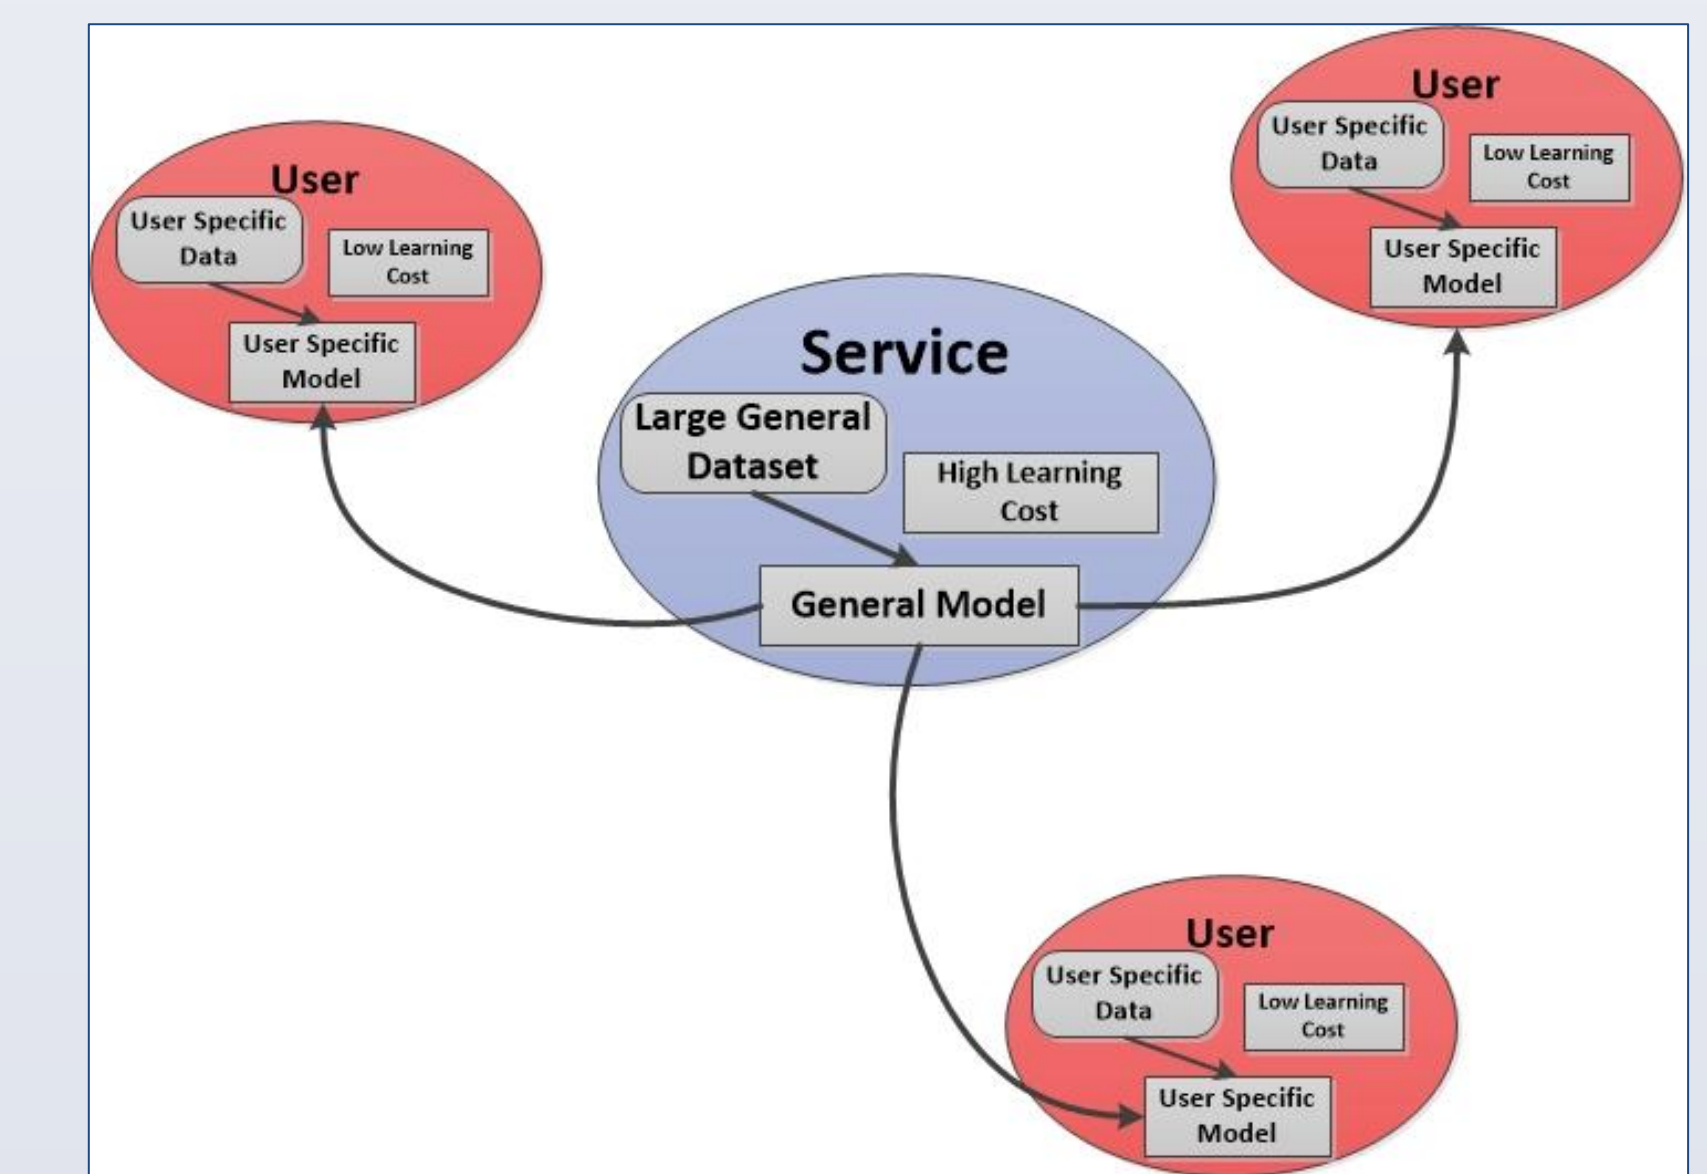 User
User Specific
Data
Low Learning
Cost
User Specific
Model
User
User Specific
Data
Low Learning
Cost
User Specific
Model
Service
Large General
Dataset
High Learning
Cost
General Model
User
User Specific
Data
Low Learning
Cost
User Specific
Model